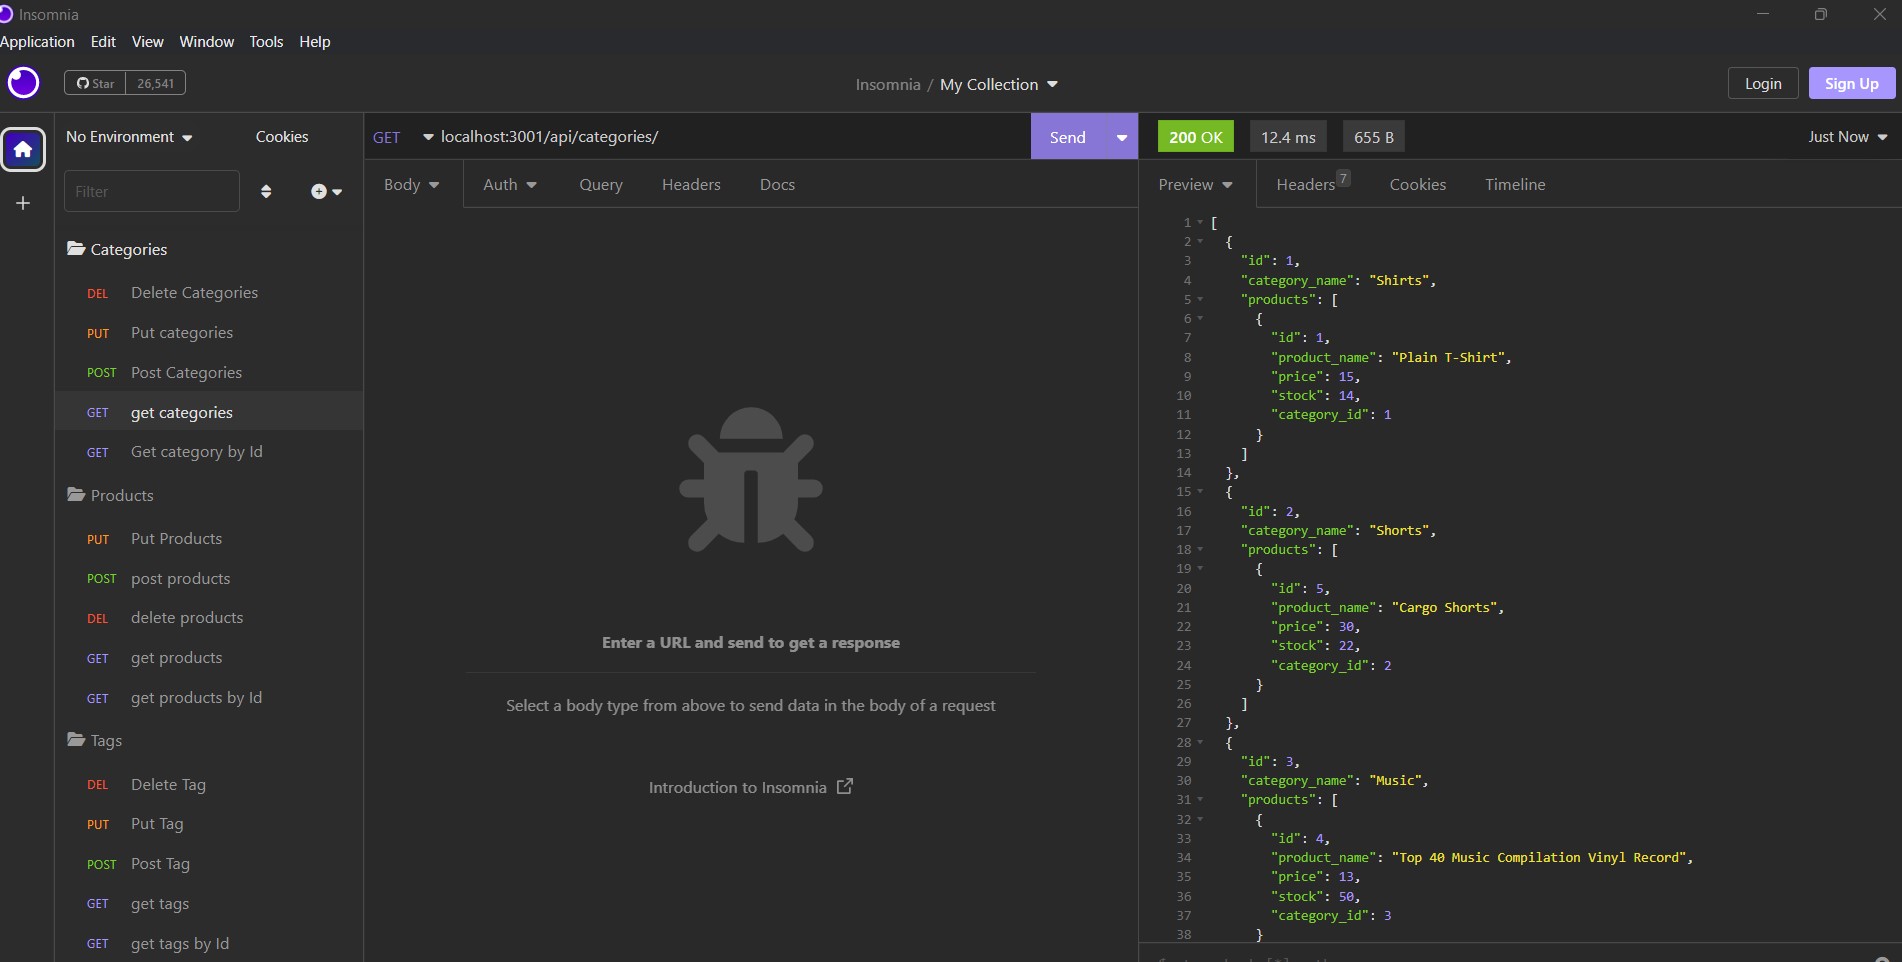 Insomnia
Application Edit View Window Tools Help
Star 26,541
Insomnia / My Collection
Login Sign Up
No Environment Cookies
GET localhost:3001/api/categories/ Send
200 OK 12.4 ms 655 B Just Now
Filter
Body Auth Query Headers Docs
Preview Headers 7 Cookies Timeline
Categories
DEL Delete Categories
PUT Put categories
POST Post Categories
GET get categories
GET Get category by Id
Products
PUT Put Products
POST post products
DEL delete products
GET get products
GET get products by Id
Tags
DEL Delete Tag
PUT Put Tag
POST Post Tag
GET get tags
GET get tags by Id
Enter a URL and send to get a response
Select a body type from above to send data in the body of a request
Introduction to Insomnia
1 [
2 {
3 "id": 1,
4 "category_name": "Shirts",
5 "products": [
6 {
7 "id": 1,
8 "product_name": "Plain T-Shirt",
9 "price": 15,
10 "stock": 14,
11 "category_id": 1
12 }
13 ]
14 },
15 {
16 "id": 2,
17 "category_name": "Shorts",
18 "products": [
19 {
20 "id": 5,
21 "product_name": "Cargo Shorts",
22 "price": 30,
23 "stock": 22,
24 "category_id": 2
25 }
26 ]
27 },
28 {
29 "id": 3,
30 "category_name": "Music",
31 "products": [
32 {
33 "id": 4,
34 "product_name": "Top 40 Music Compilation Vinyl Record",
35 "price": 13,
36 "stock": 50,
37 "category_id": 3
38 }